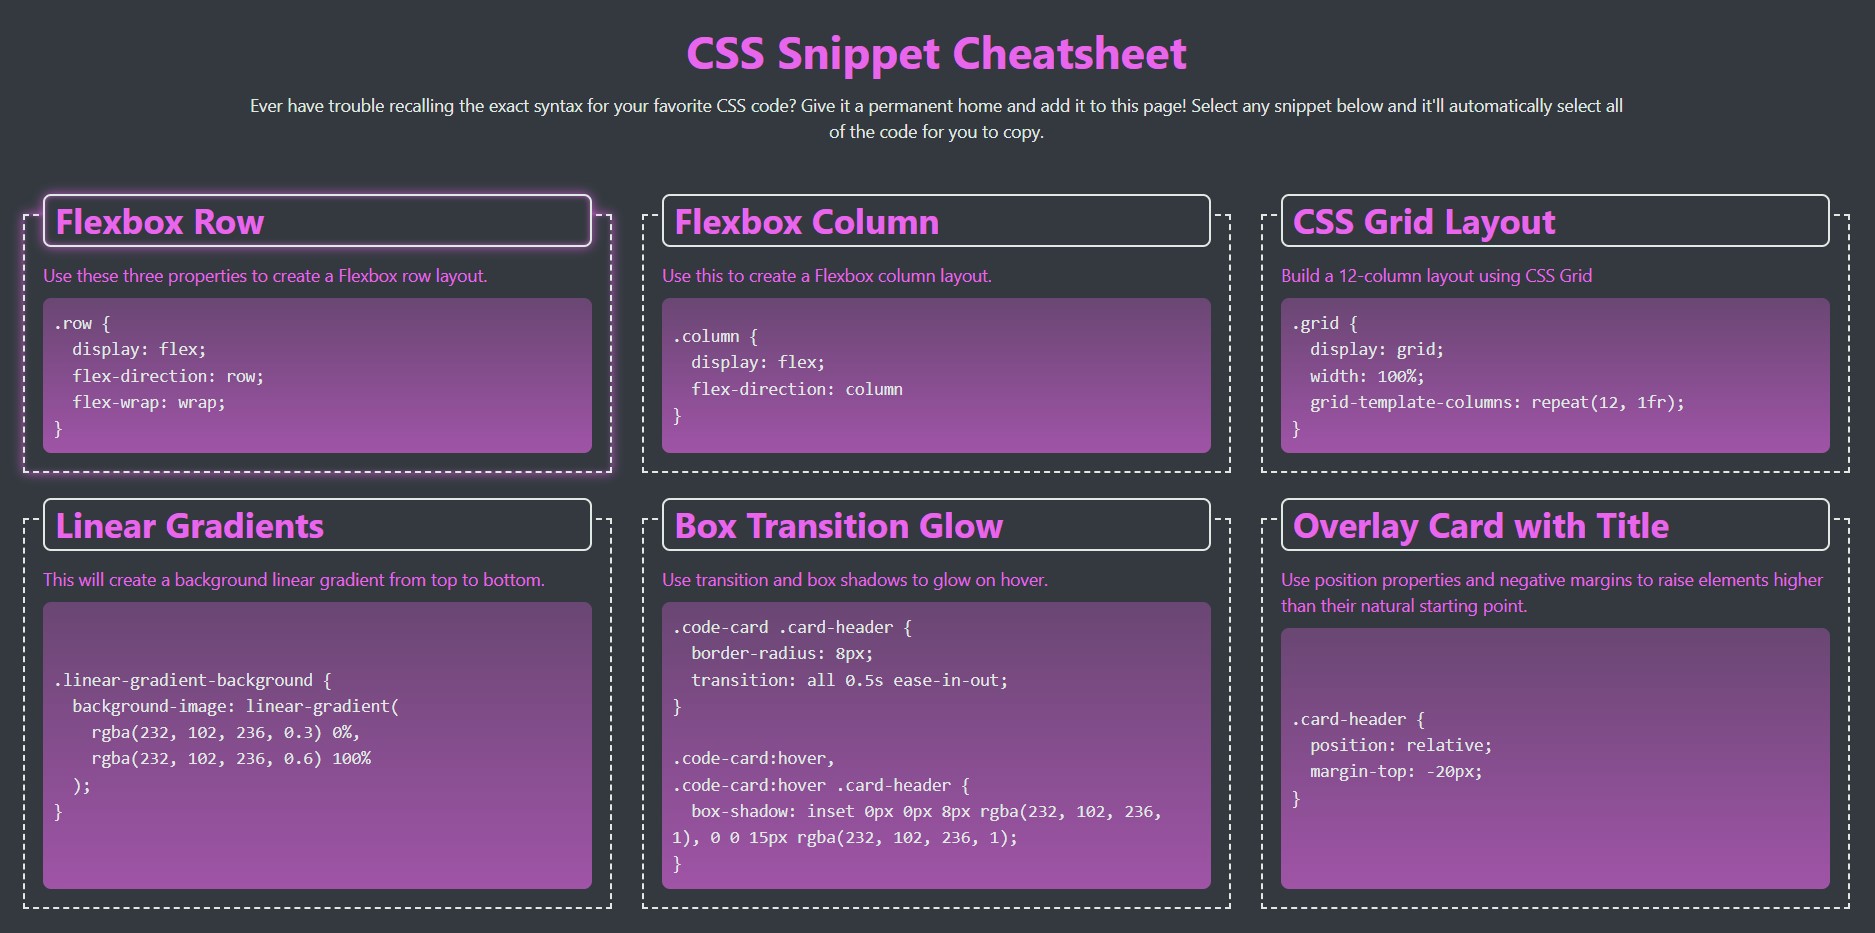 CSS Snippet Cheatsheet
Ever have trouble recalling the exact syntax for your favorite CSS code? Give it a permanent home and add it to this page! Select any snippet below and it'll automatically select all
of the code for you to copy.
Flexbox Row
Use these three properties to create a Flexbox row layout.
.row {
  display: flex;
  flex-direction: row;
  flex-wrap: wrap;
}
Flexbox Column
Use this to create a Flexbox column layout.
.column {
  display: flex;
  flex-direction: column
}
CSS Grid Layout
Build a 12-column layout using CSS Grid
.grid {
  display: grid;
  width: 100%;
  grid-template-columns: repeat(12, 1fr);
}
Linear Gradients
This will create a background linear gradient from top to bottom.
.linear-gradient-background {
  background-image: linear-gradient(
    rgba(232, 102, 236, 0.3) 0%,
    rgba(232, 102, 236, 0.6) 100%
  );
}
Box Transition Glow
Use transition and box shadows to glow on hover.
.code-card .card-header {
  border-radius: 8px;
  transition: all 0.5s ease-in-out;
}
.code-card:hover,
.code-card:hover .card-header {
  box-shadow: inset 0px 0px 8px rgba(232, 102, 236,
1), 0 0 15px rgba(232, 102, 236, 1);
}
Overlay Card with Title
Use position properties and negative margins to raise elements higher
than their natural starting point.
.card-header {
  position: relative;
  margin-top: -20px;
}